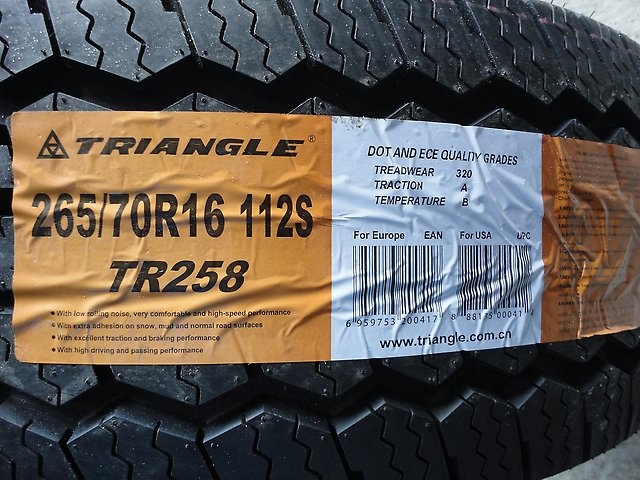 TRIANGLE®
265/70R16 112S
TR258
• With low rolling noise, very comfortable and high-speed performance
• With extra adhesion on snow, mud and normal road surfaces
• With excellent traction and braking performance
• With high driving and passing performance
DOT AND ECE QUALITY GRADES
TREADWEAR 320
TRACTION A
TEMPERATURE B
For Europe EAN For USA UPC
6 959753 200417 8 88135 00041 2
www.triangle.com.cn